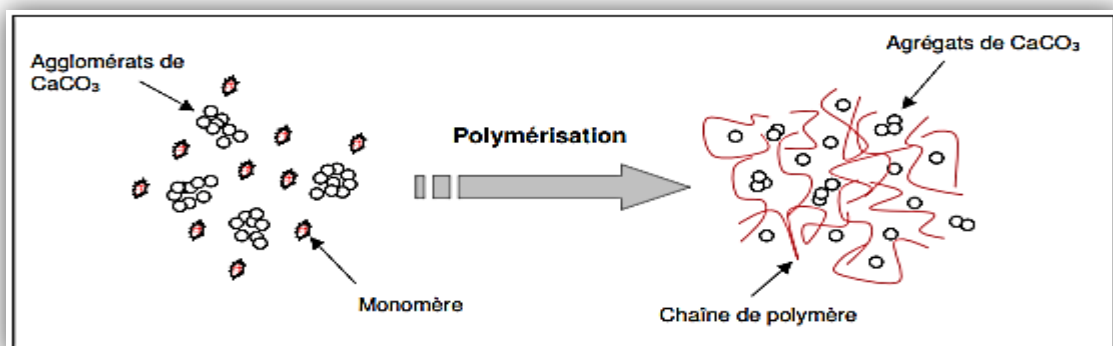 Agglomérats de
CaCO₃
Monomère
Polymérisation
Agrégats de CaCO₃
Chaîne de polymère